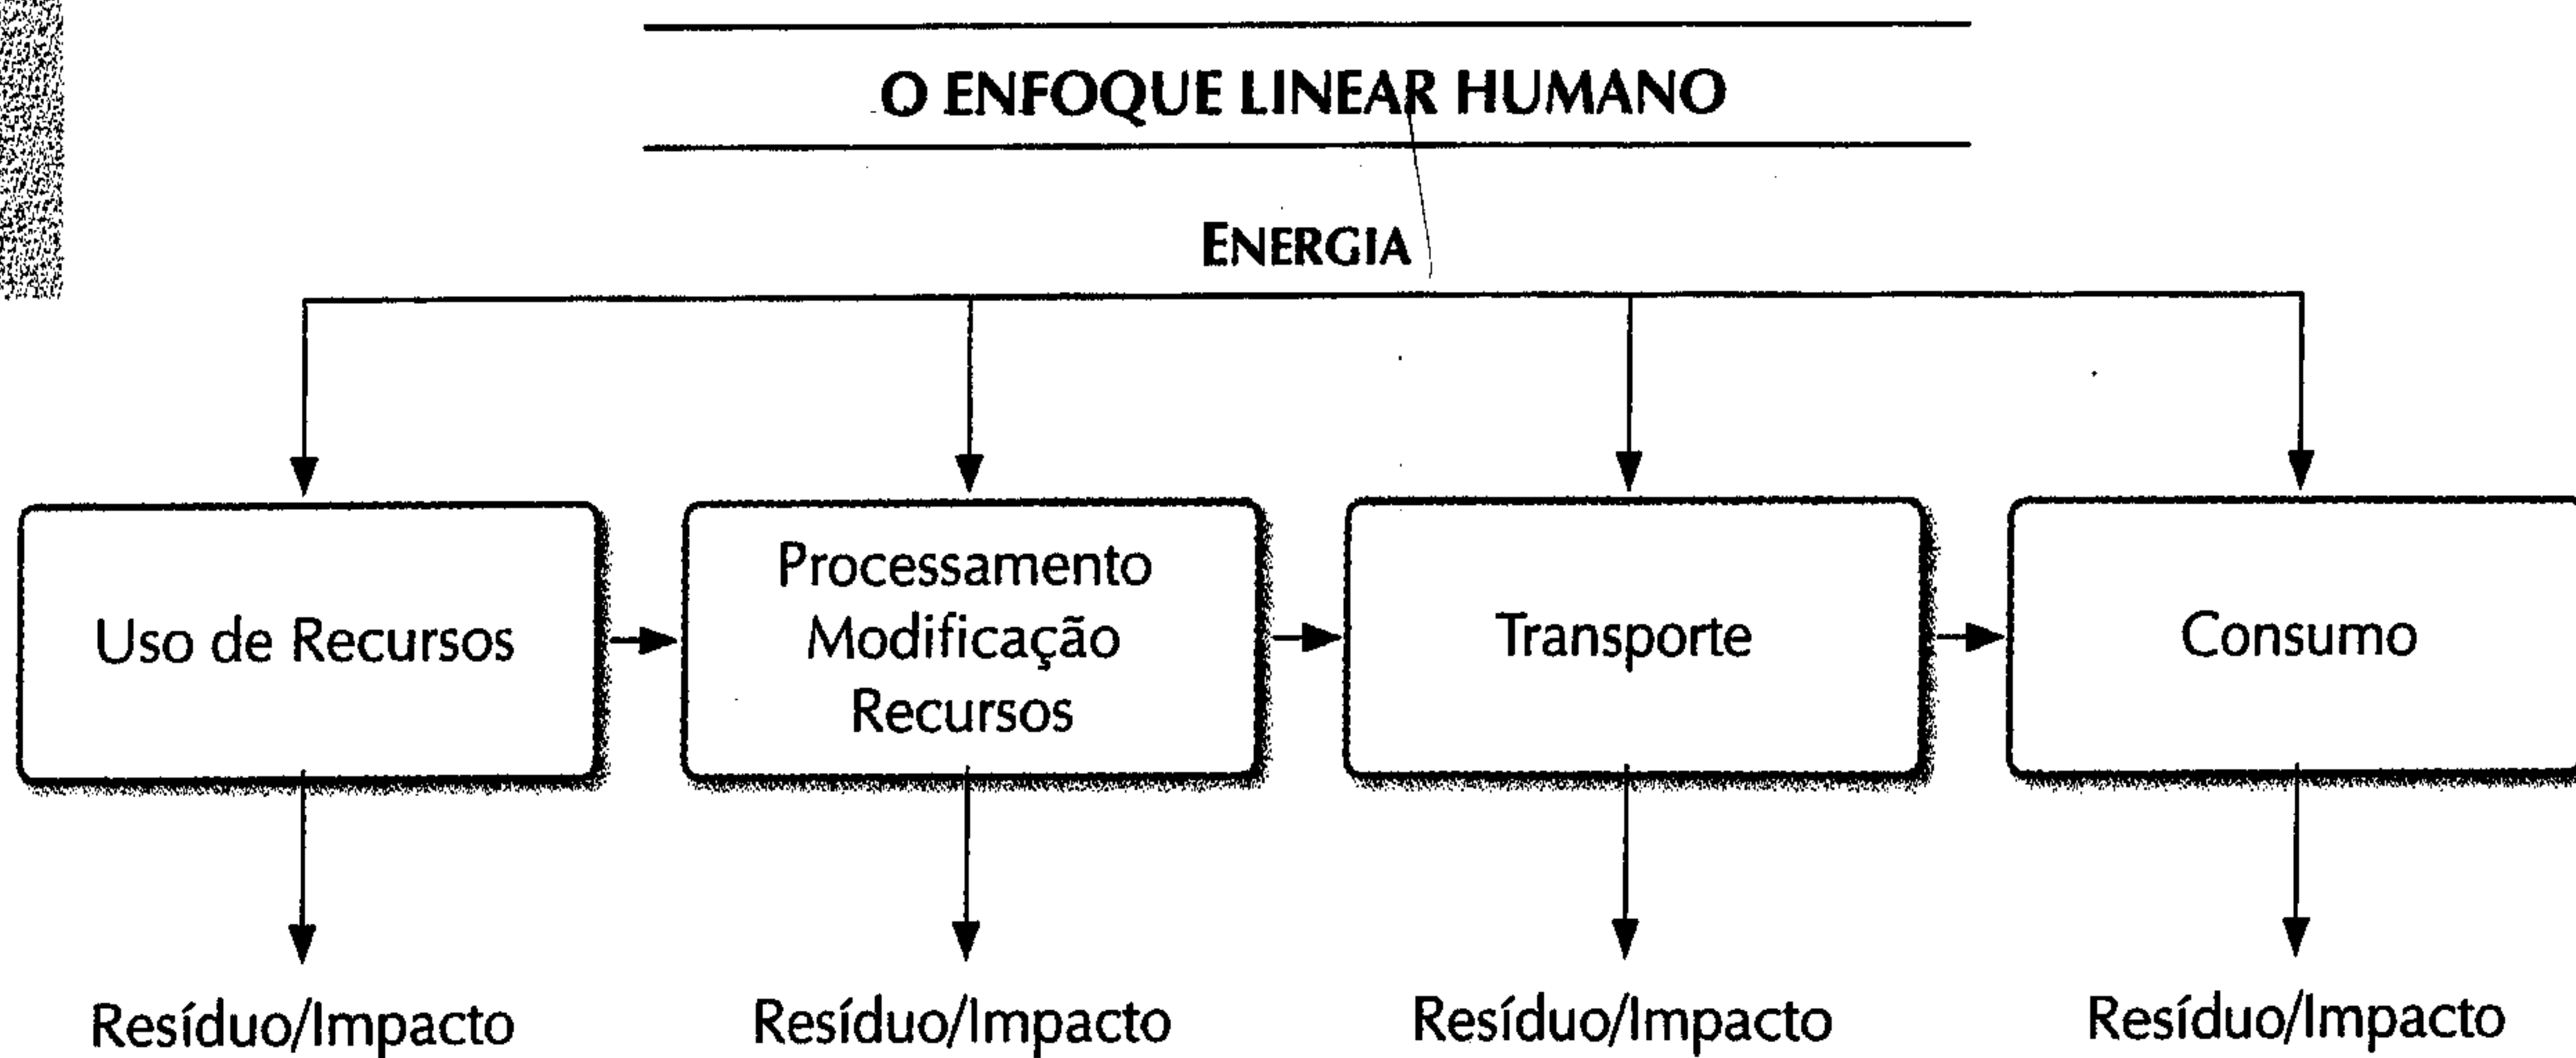 O ENFOQUE LINEAR HUMANO
ENERGIA
Uso de Recursos
Processamento
Modificação
Recursos
Transporte
Consumo
Resíduo/Impacto
Resíduo/Impacto
Resíduo/Impacto
Resíduo/Impacto